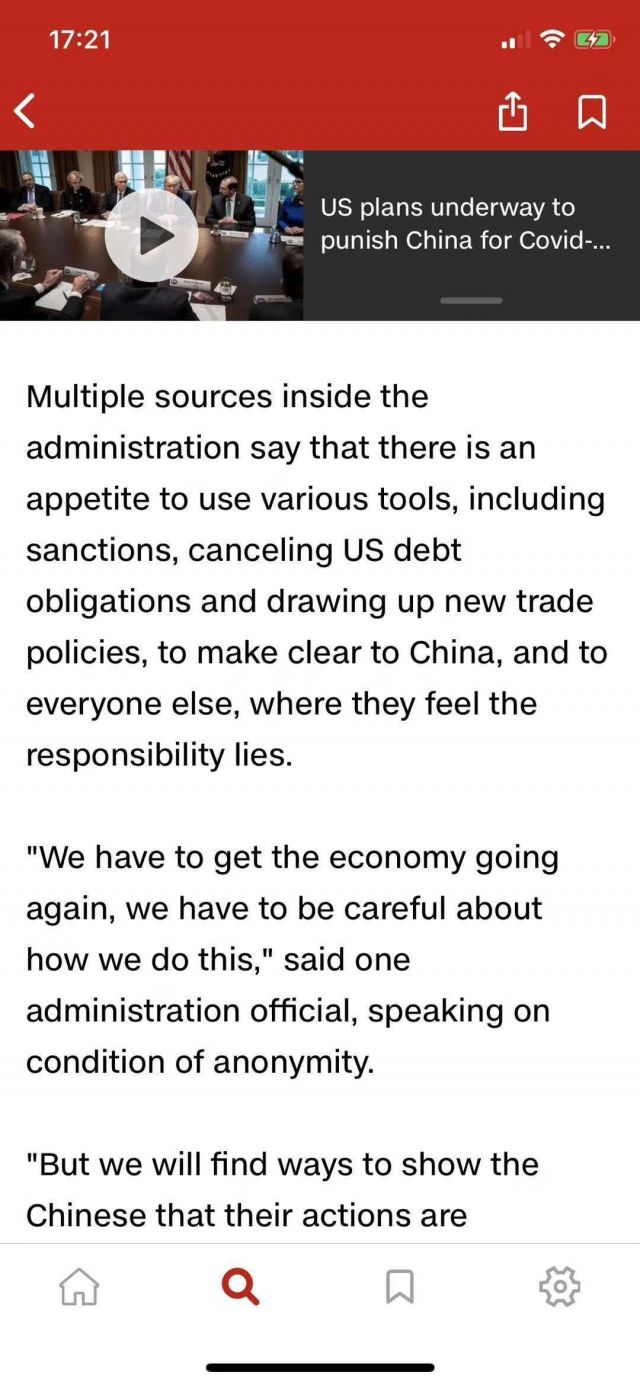 17:21
US plans underway to
punish China for Covid-...
Multiple sources inside the
administration say that there is an
appetite to use various tools, including
sanctions, canceling US debt
obligations and drawing up new trade
policies, to make clear to China, and to
everyone else, where they feel the
responsibility lies.
"We have to get the economy going
again, we have to be careful about
how we do this," said one
administration official, speaking on
condition of anonymity.
"But we will find ways to show the
Chinese that their actions are